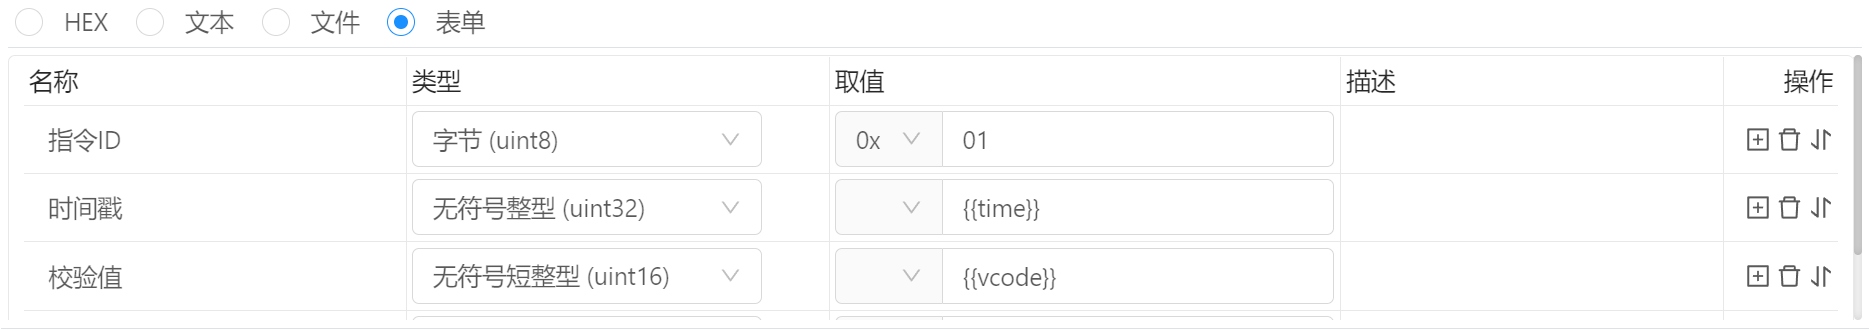 HEX 文本 文件 表单
名称 类型 取值 描述 操作
指令ID 字节 (uint8) 0x 01
时间戳 无符号整型 (uint32) {{time}}
校验值 无符号短整型 (uint16) {{vcode}}